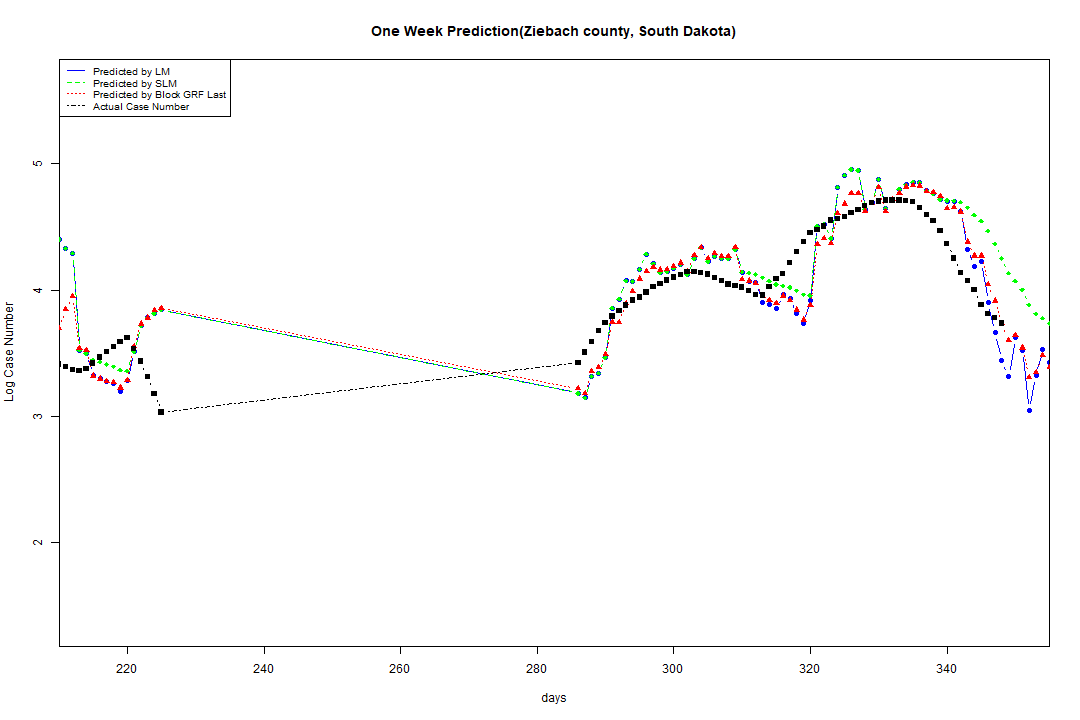 One Week Prediction(Ziebach county, South Dakota)
Predicted by LM
Predicted by SLM
Predicted by Block GRF Last
Actual Case Number
Log Case Number
5
4
3
2
220 240 260 280 300 320 340
days